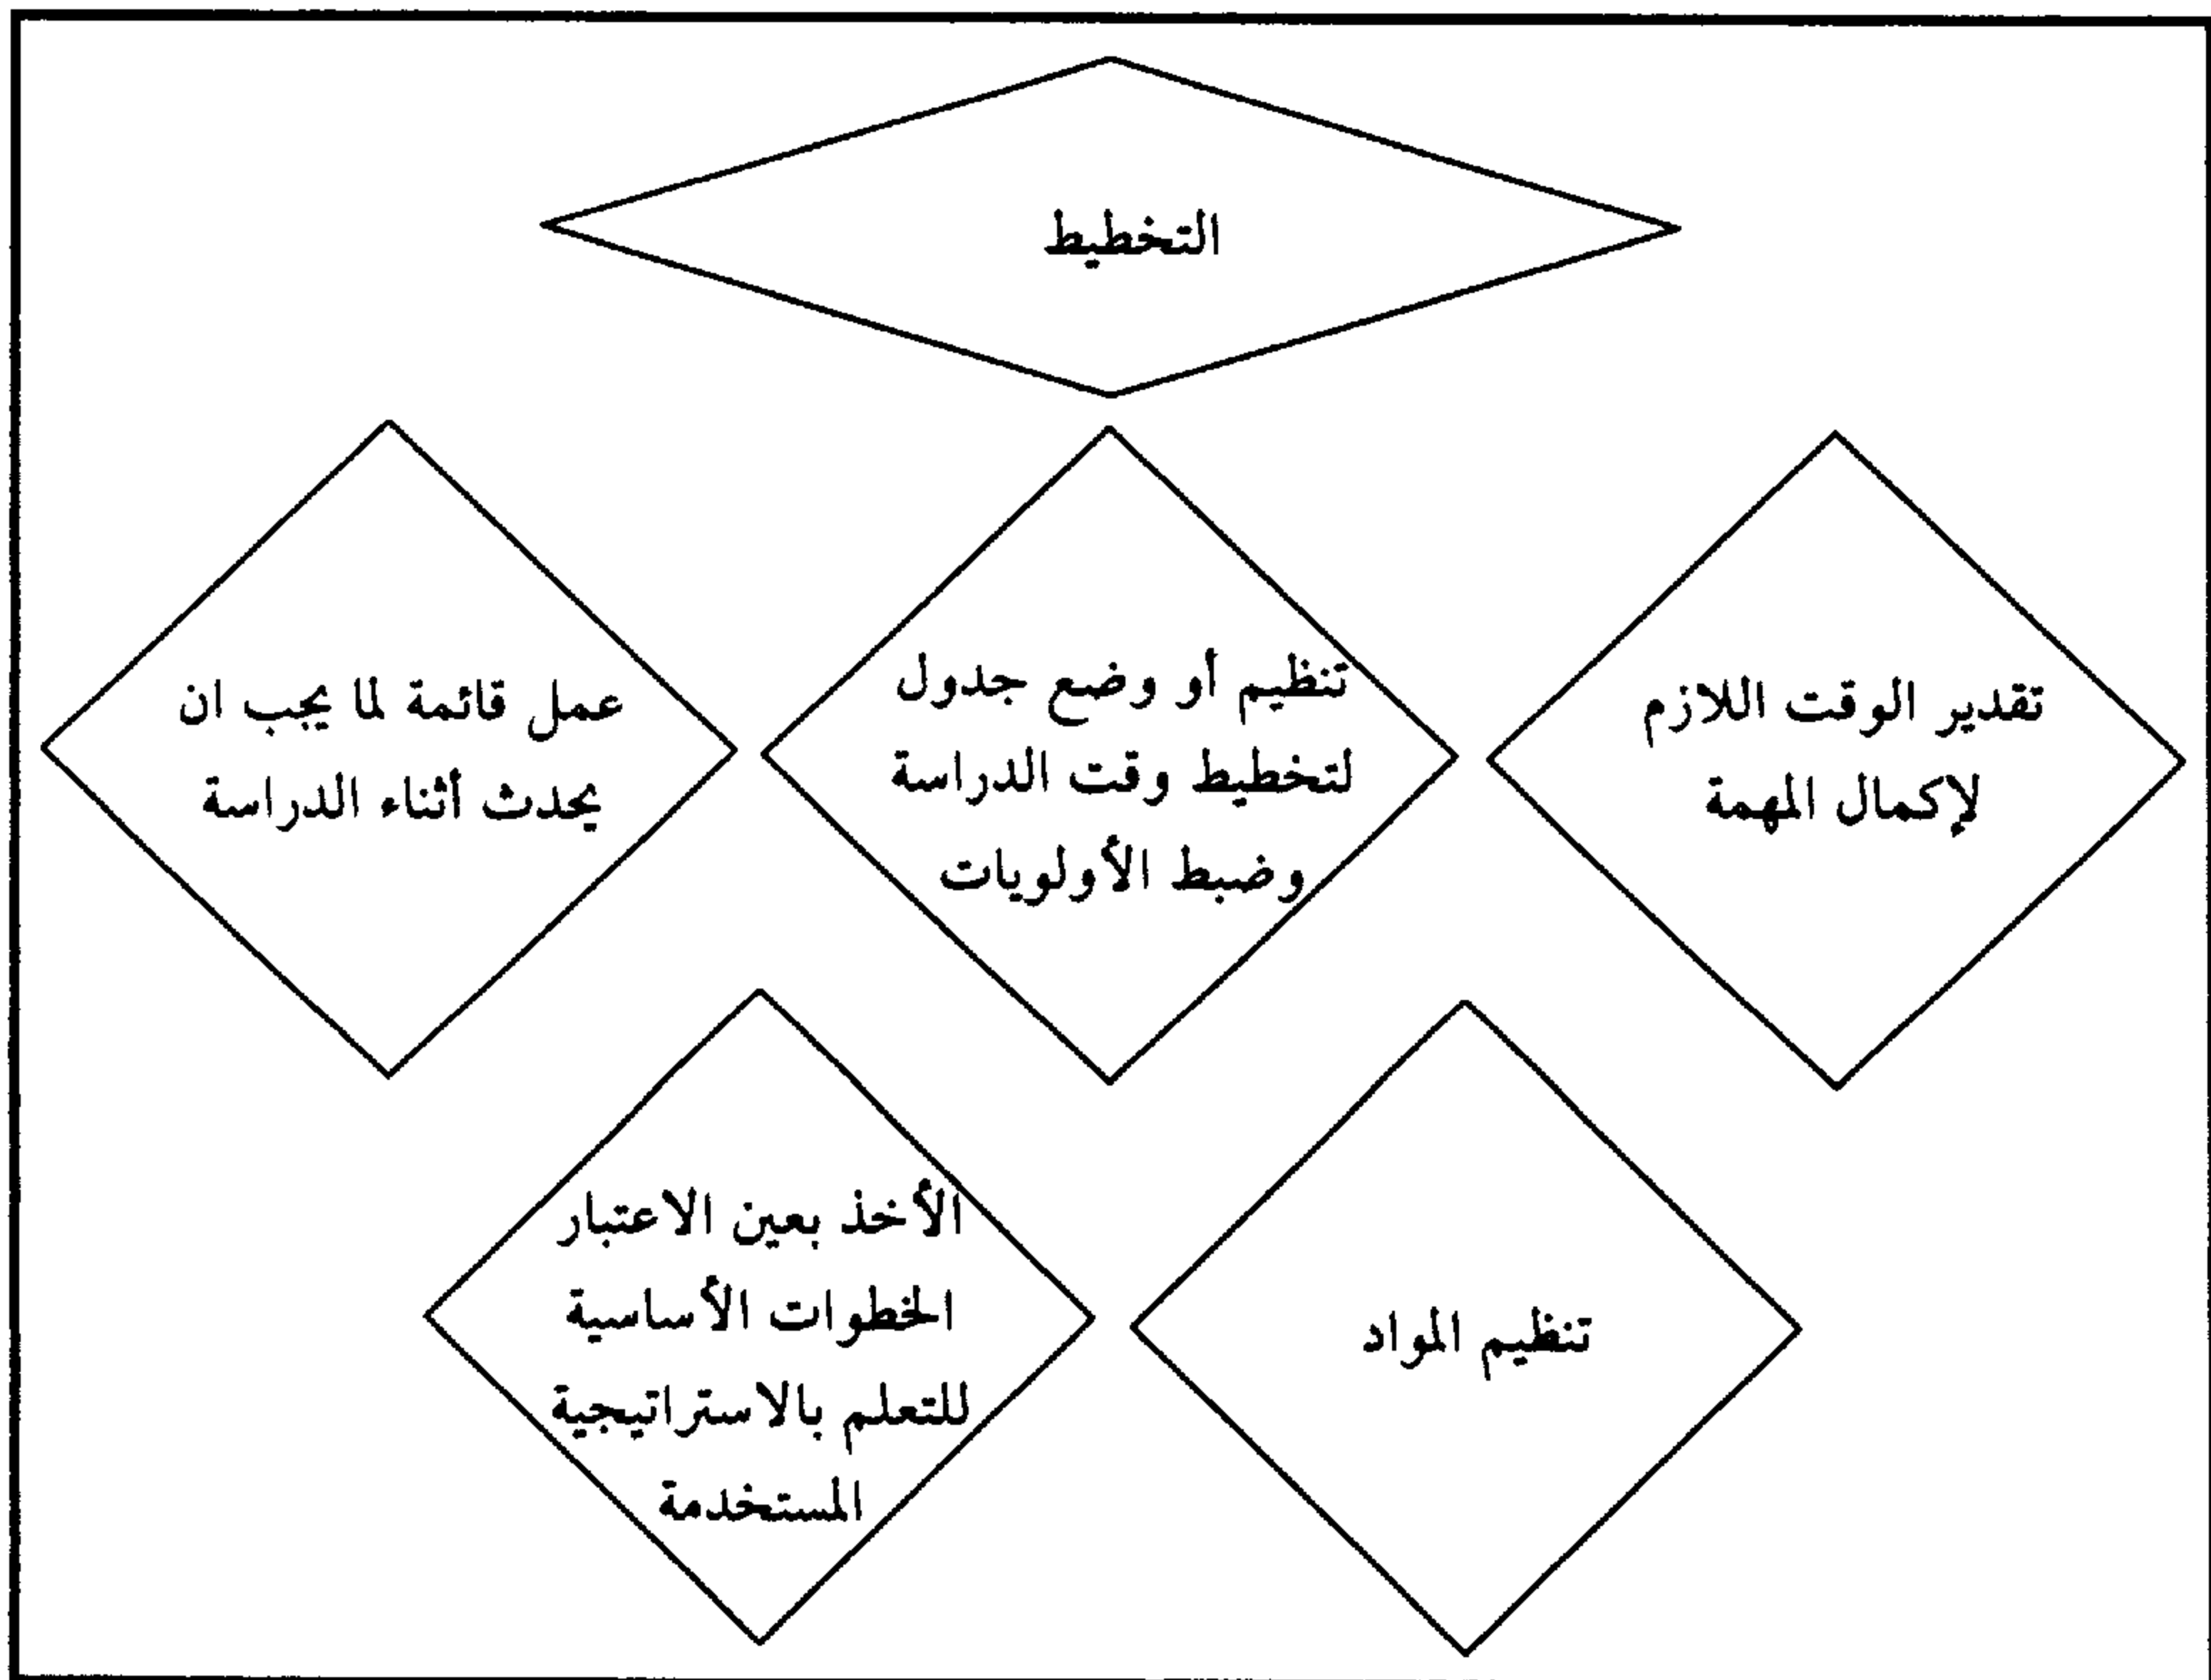 التخطيط
تقدير الوقت اللازم
لإكمال المهمة
تنظيم أو وضع جدول
لتخطيط وقت الدراسة
وضبط الأولويات
عمل قائمة لما يجب ان
يحدث أثناء الدراسة
تنظيم المواد
الأخذ بعين الاعتبار
الخطوات الأساسية
للتعلم بالاستراتيجية
المستخدمة